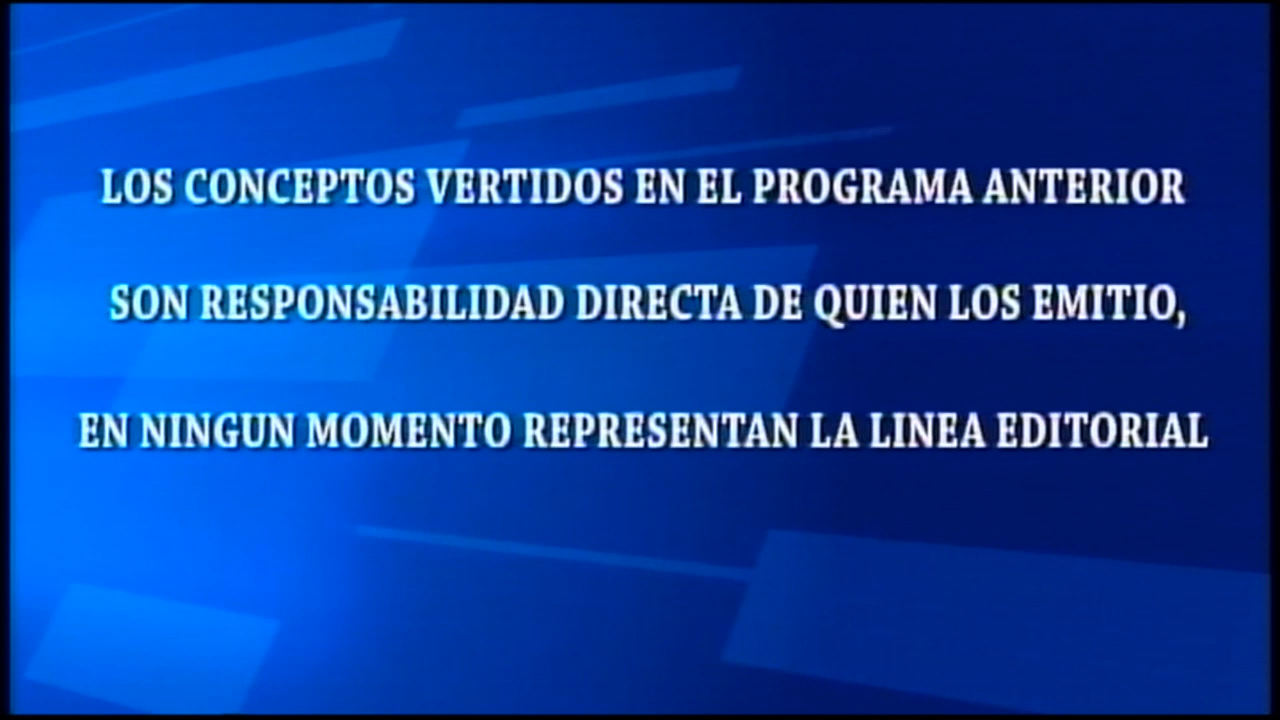 LOS CONCEPTOS VERTIDOS EN EL PROGRAMA ANTERIOR
SON RESPONSABILIDAD DIRECTA DE QUIEN LOS EMITIO,
EN NINGUN MOMENTO REPRESENTAN LA LINEA EDITORIAL